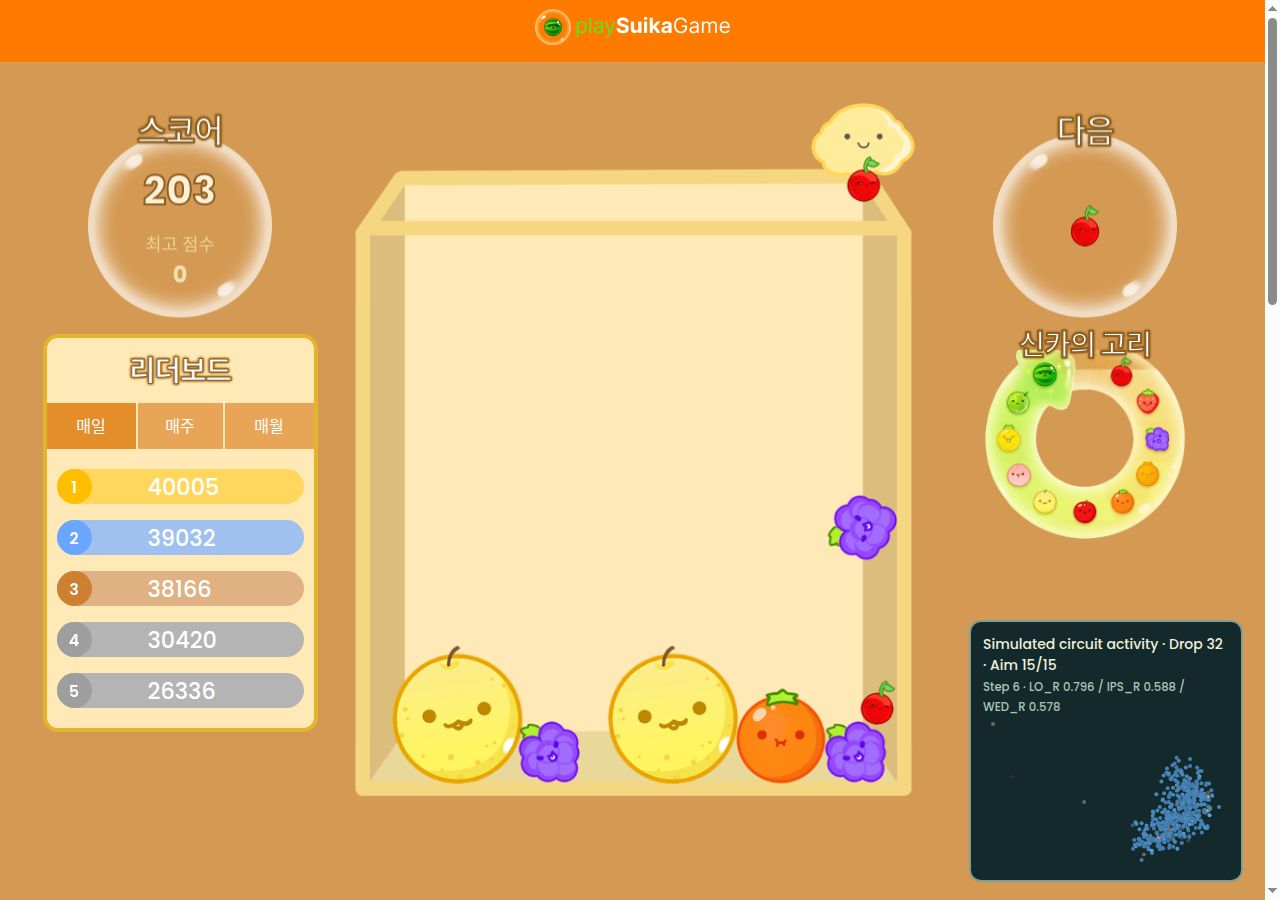 playSuikaGame
스코어
203
최고 점수
0
다음
리더보드
매일 매주 매월
1 40005
2 39032
3 38166
4 30420
5 26336
신카의 고리
Simulated circuit activity · Drop 32
· Aim 15/15
Step 6 · LO_R 0.796 / IPS_R 0.588 /
WED_R 0.578